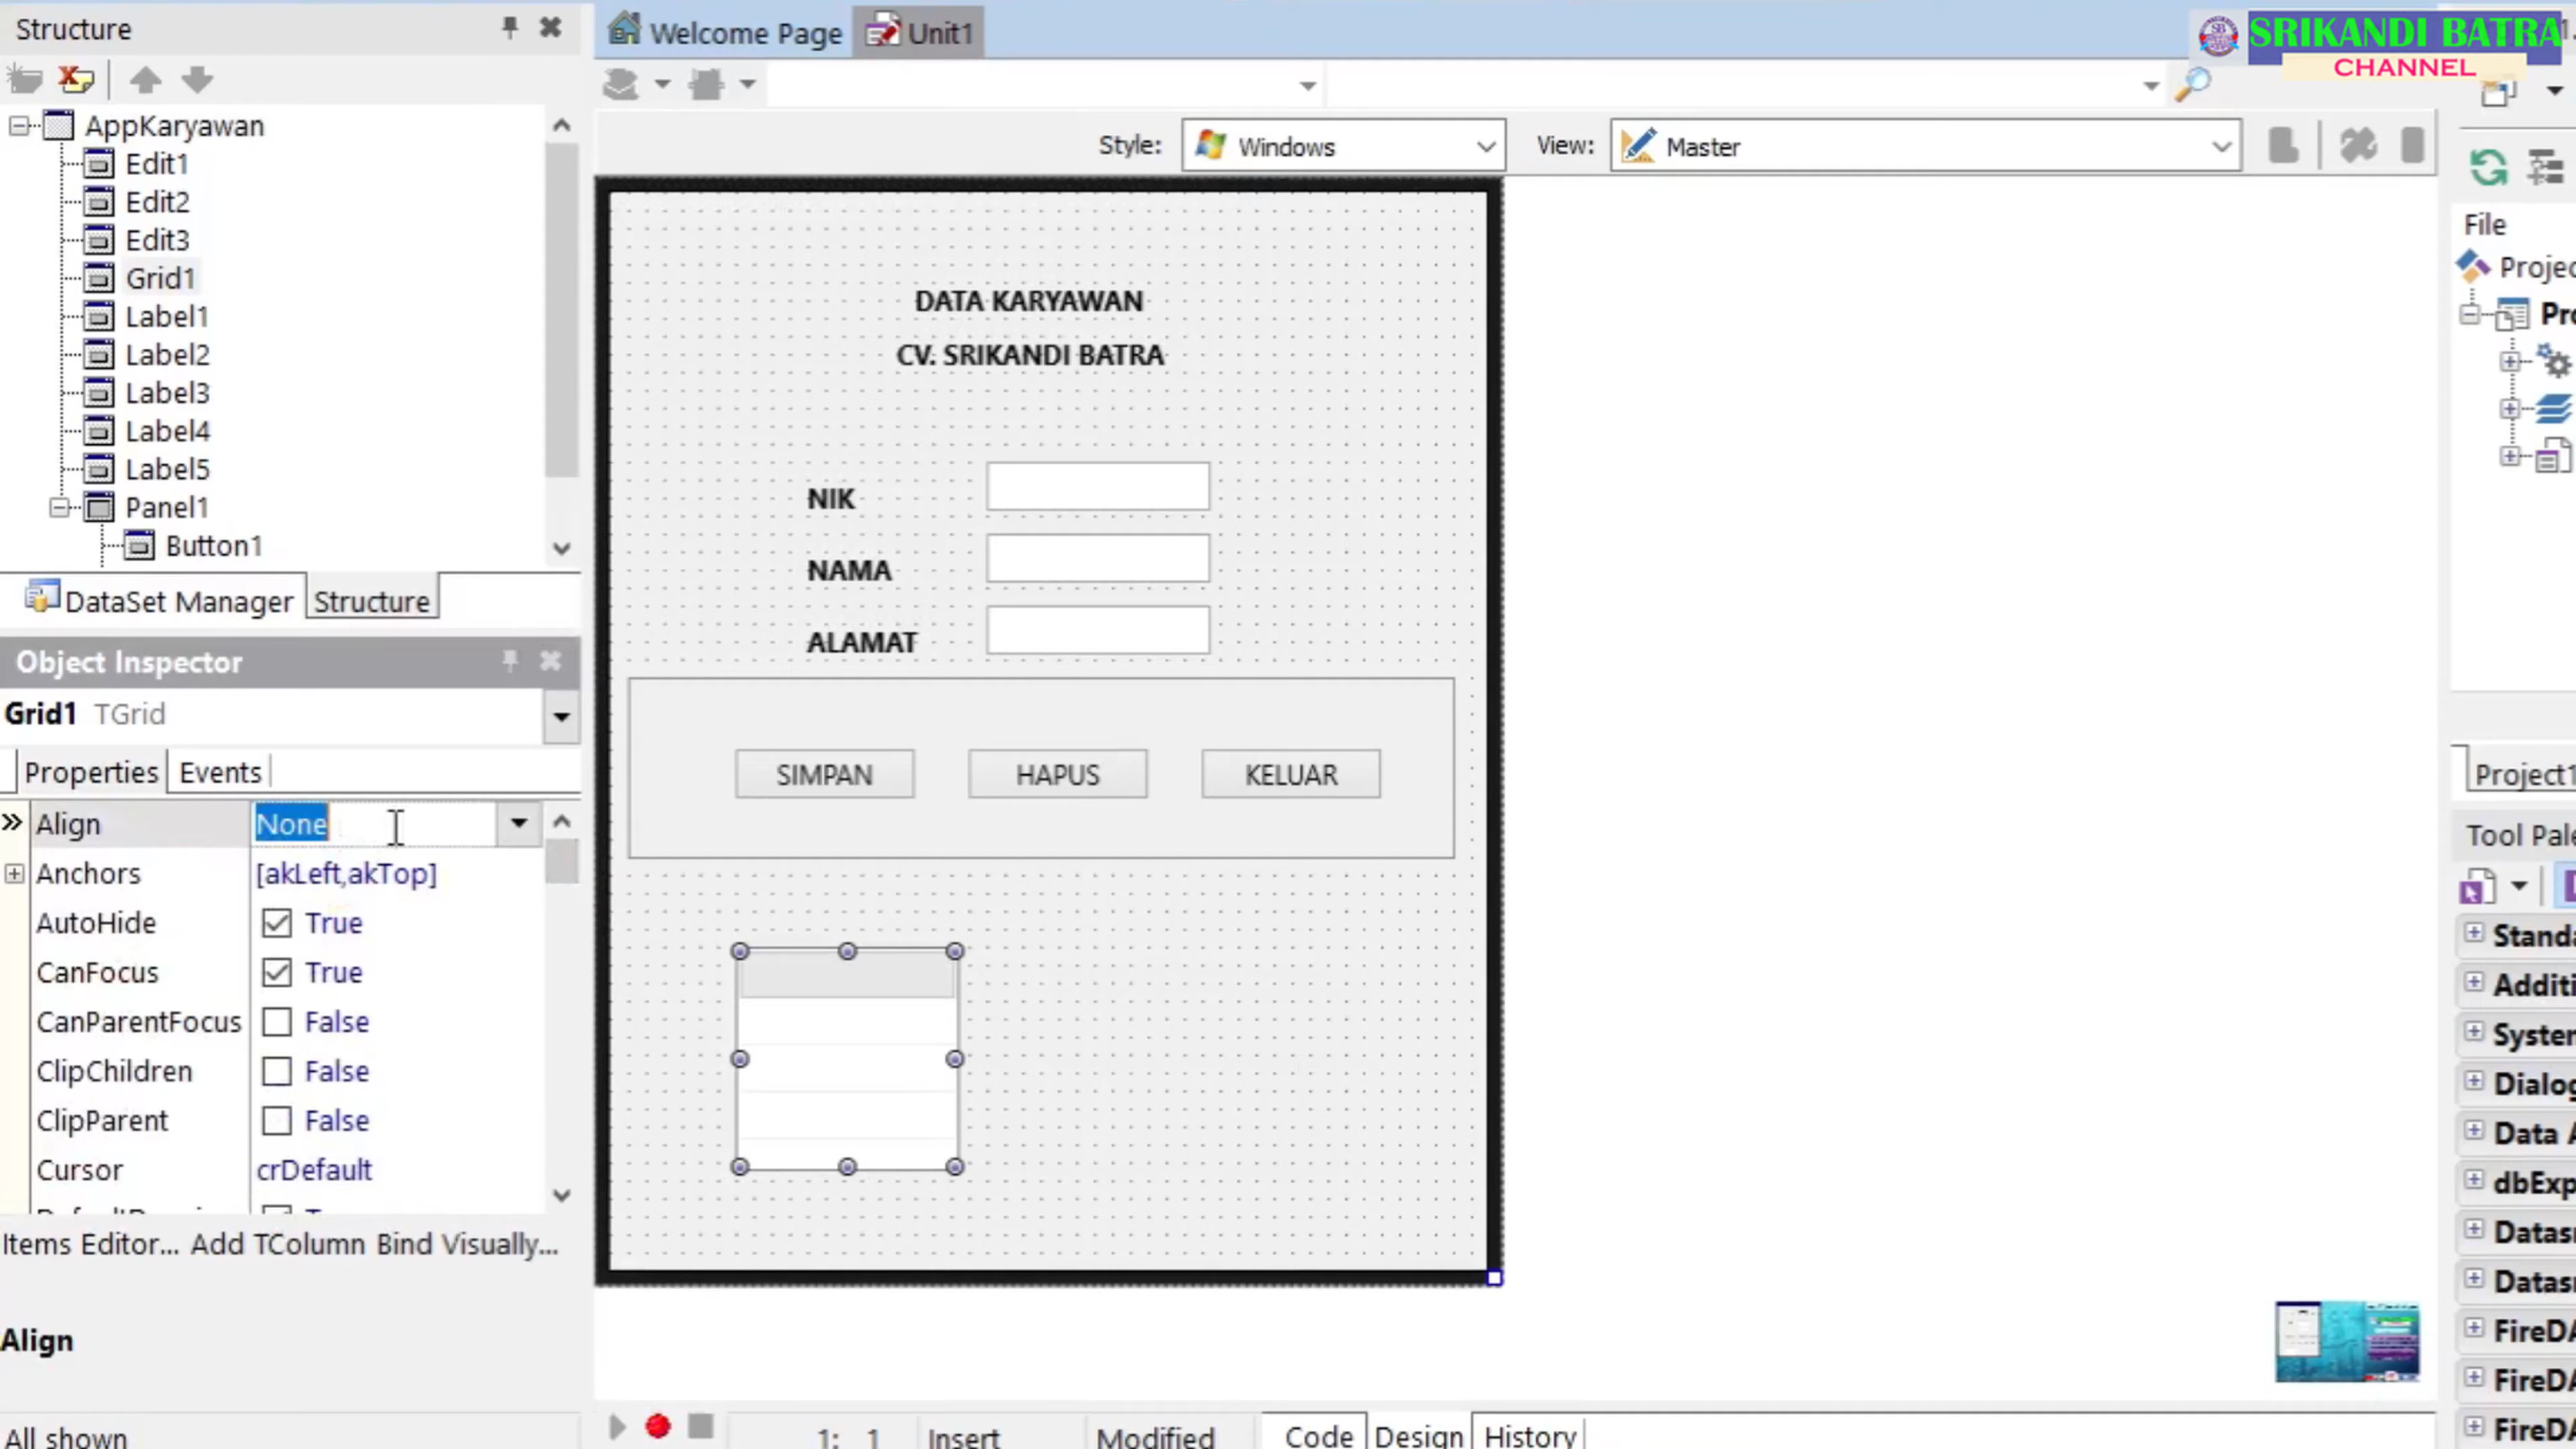 Structure
AppKaryawan
Edit1
Edit2
Edit3
Grid1
Label1
Label2
Label3
Label4
Label5
Panel1
Button1
DataSet Manager
Structure
Object Inspector
Grid1 TGrid
Properties
Events
Align None
Anchors [akLeft,akTop]
AutoHide True
CanFocus True
CanParentFocus False
ClipChildren False
ClipParent False
Cursor crDefault
Items Editor... Add TColumn Bind Visually...
Align
All shown
Welcome Page
Unit1
Style: Windows
View: Master
DATA KARYAWAN
CV. SRIKANDI BATRA
NIK
NAMA
ALAMAT
SIMPAN
HAPUS
KELUAR
1: 1
Insert
Modified
Code
Design
History
SRIKANDI BATRA
CHANNEL
File
Project1